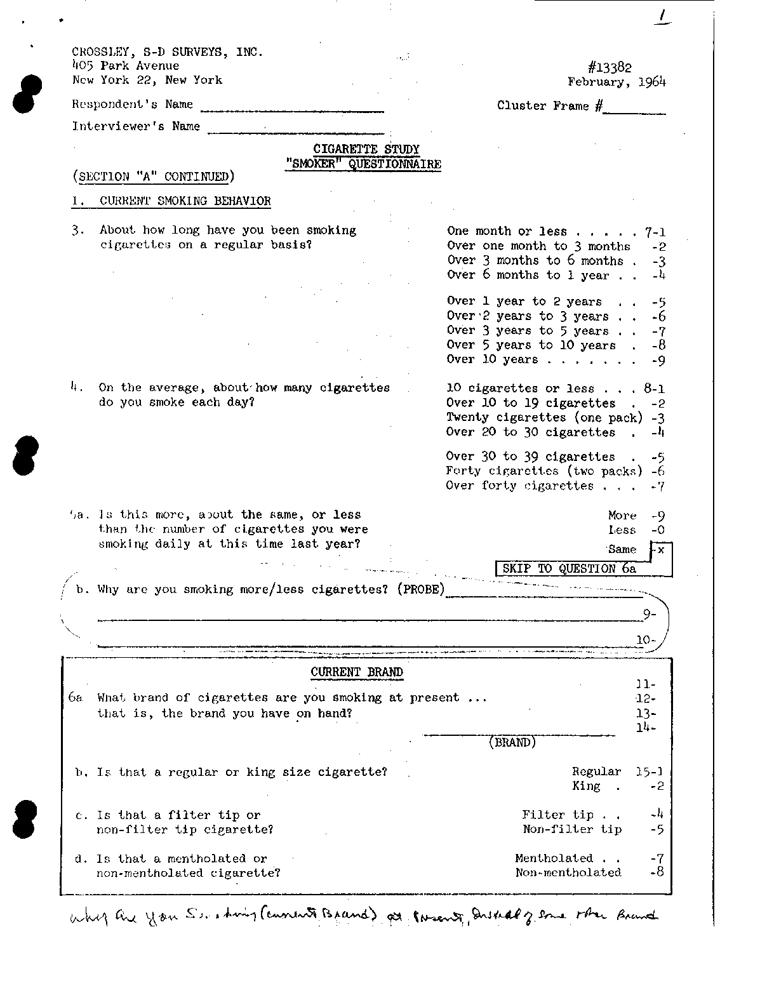 1
CROSSLEY, S-D SURVEYS, INC.
405 Park Avenue
New York 22, New York
#13382
February, 1964
Respondent's Name
Cluster Frame #
Interviewer's Name
CIGARETTE STUDY
"SMOKER" QUESTIONNAIRE
(SECTION "A" CONTINUED)
1. CURRENT SMOKING BEHAVIOR
3. About how long have you been smoking
cigarettes on a regular basis?
One month or less . . . . . 7-1
Over one month to 3 months -2
Over 3 months to 6 months . -3
Over 6 months to 1 year . . -4
Over 1 year to 2 years . . -5
Over 2 years to 3 years . . -6
Over 3 years to 5 years . . -7
Over 5 years to 10 years . -8
Over 10 years . . . . . . . -9
4. On the average, about how many cigarettes
do you smoke each day?
10 cigarettes or less . . . 8-1
Over 10 to 19 cigarettes . -2
Twenty cigarettes (one pack) -3
Over 20 to 30 cigarettes . -4
Over 30 to 39 cigarettes . -5
Forty cigarettes (two packs) -6
Over forty cigarettes . . . -7
5a. Is this more, about the same, or less
than the number of cigarettes you were
smoking daily at this time last year?
More -9
Less -0
Same -x
SKIP TO QUESTION 6a
b. Why are you smoking more/less cigarettes? (PROBE)
9-
10-
CURRENT BRAND
6a What brand of cigarettes are you smoking at present ...
that is, the brand you have on hand?
11-
12-
13-
14-
(BRAND)
b. Is that a regular or king size cigarette?
Regular 15-1
King . -2
c. Is that a filter tip or
non-filter tip cigarette?
Filter tip . . -4
Non-filter tip -5
d. Is that a mentholated or
non-mentholated cigarette?
Mentholated . . -7
Non-mentholated -8
why are you (current Brand) at present, instead of some other Brand